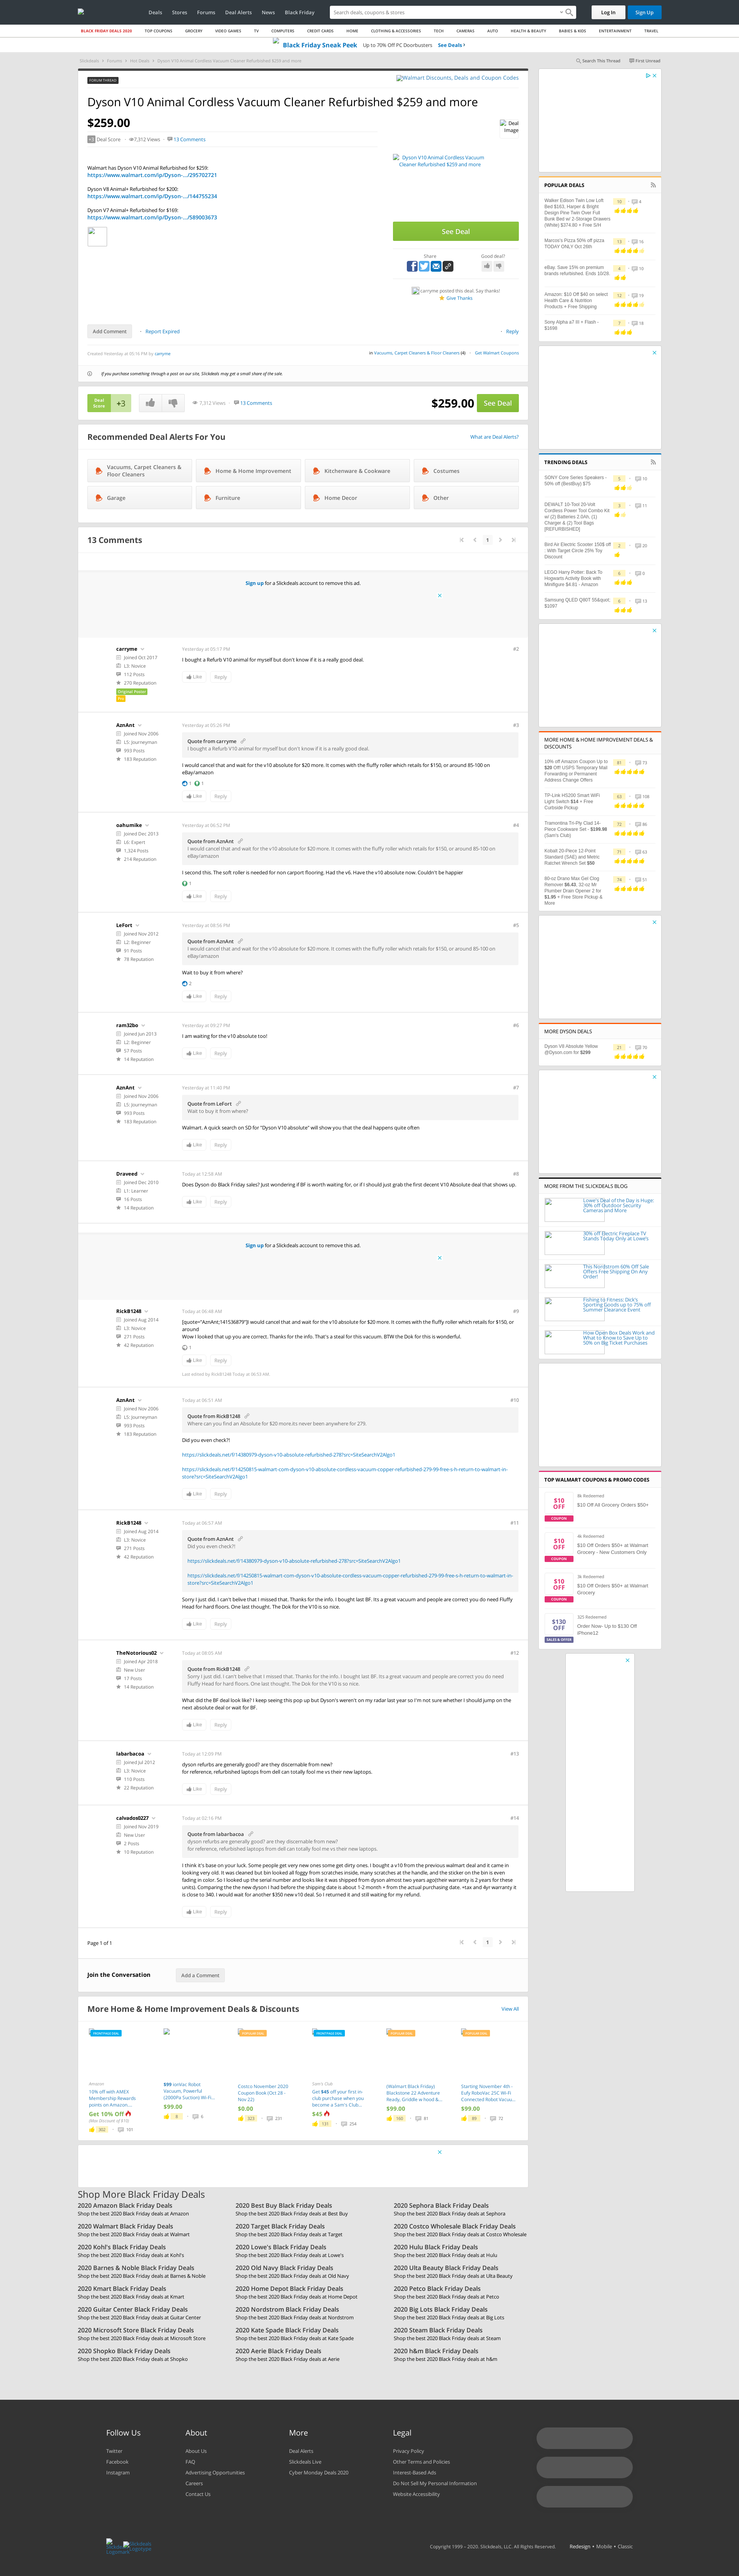 Deals Stores Forums Deal Alerts News Black Friday
Search deals, coupons & stores
Log In Sign Up
BLACK FRIDAY DEALS 2020 TOP COUPONS GROCERY VIDEO GAMES TV COMPUTERS CREDIT CARDS HOME CLOTHING & ACCESSORIES TECH CAMERAS AUTO HEALTH & BEAUTY BABIES & KIDS ENTERTAINMENT TRAVEL
Black Friday Sneak Peek Up to 70% Off PC Doorbusters See Deals >
Slickdeals > Forums > Hot Deals > Dyson V10 Animal Cordless Vacuum Cleaner Refurbished $259 and more
Search This Thread First Unread
FORUM THREAD
Walmart Discounts, Deals and Coupon Codes
Dyson V10 Animal Cordless Vacuum Cleaner Refurbished $259 and more
$259.00
+3 Deal Score 7,312 Views 13 Comments
Deal Image
Walmart has Dyson V10 Animal Refurbished for $259:
https://www.walmart.com/ip/Dyson-.../295702721
Dyson V8 Animal+ Refurbished for $200:
https://www.walmart.com/ip/Dyson-.../144755234
Dyson V7 Animal+ Refurbished for $169:
https://www.walmart.com/ip/Dyson-.../589003673
Dyson V10 Animal Cordless Vacuum Cleaner Refurbished $259 and more
See Deal
Share Good deal?
carryme posted this deal. Say thanks!
Give Thanks
Add Comment Report Expired Reply
Created Yesterday at 05:16 PM by carryme
in Vacuums, Carpet Cleaners & Floor Cleaners (4) Get Walmart Coupons
If you purchase something through a post on our site, Slickdeals may get a small share of the sale.
Deal Score +3 7,312 Views 13 Comments $259.00 See Deal
Recommended Deal Alerts For You
What are Deal Alerts?
Vacuums, Carpet Cleaners & Floor Cleaners
Home & Home Improvement
Kitchenware & Cookware
Costumes
Garage
Furniture
Home Decor
Other
13 Comments
1
Sign up for a Slickdeals account to remove this ad.
carryme
Joined Oct 2017
L3: Novice
112 Posts
270 Reputation
Original Poster
Pro
Yesterday at 05:17 PM #2
I bought a Refurb V10 animal for myself but don't know if it is a really good deal.
Like Reply
AznAnt
Joined Nov 2006
L5: Journeyman
993 Posts
183 Reputation
Yesterday at 05:26 PM #3
Quote from carryme
I bought a Refurb V10 animal for myself but don't know if it is a really good deal.
I would cancel that and wait for the v10 absolute for $20 more. It comes with the fluffy roller which retails for $150, or around 85-100 on eBay/amazon
1 1
Like Reply
oahumike
Joined Dec 2013
L6: Expert
1,324 Posts
214 Reputation
Yesterday at 06:52 PM #4
Quote from AznAnt
I would cancel that and wait for the v10 absolute for $20 more. It comes with the fluffy roller which retails for $150, or around 85-100 on eBay/amazon
I second this. The soft roller is needed for non carport flooring. Had the v6. Have the v10 absolute now. Couldn't be happier
1
Like Reply
LeFort
Joined Nov 2012
L2: Beginner
91 Posts
78 Reputation
Yesterday at 08:56 PM #5
Quote from AznAnt
I would cancel that and wait for the v10 absolute for $20 more. It comes with the fluffy roller which retails for $150, or around 85-100 on eBay/amazon
Wait to buy it from where?
2
Like Reply
ram32bo
Joined Jun 2013
L2: Beginner
57 Posts
14 Reputation
Yesterday at 09:27 PM #6
I am waiting for the v10 absolute too!
Like Reply
AznAnt
Joined Nov 2006
L5: Journeyman
993 Posts
183 Reputation
Yesterday at 11:40 PM #7
Quote from LeFort
Wait to buy it from where?
Walmart. A quick search on SD for "Dyson V10 absolute" will show you that the deal happens quite often
Like Reply
Draveed
Joined Dec 2010
L1: Learner
16 Posts
14 Reputation
Today at 12:58 AM #8
Does Dyson do Black Friday sales? Just wondering if BF is worth waiting for, or if I should just grab the first decent V10 Absolute deal that shows up.
Like Reply
Sign up for a Slickdeals account to remove this ad.
RickB1248
Joined Aug 2014
L3: Novice
271 Posts
42 Reputation
Today at 06:48 AM #9
[quote="AznAnt;141536879"]I would cancel that and wait for the v10 absolute for $20 more. It comes with the fluffy roller which retails for $150, or around
Wow I looked that up you are correct. Thanks for the info. That's a steal for this vacuum. BTW the Dok for this is wonderful.
1
Like Reply
Last edited by RickB1248 Today at 06:52 AM.
AznAnt
Joined Nov 2006
L5: Journeyman
993 Posts
183 Reputation
Today at 06:51 AM #10
Quote from RickB1248
Where can you find an Absolute for $20 more.its never been anywhere for 279.
Did you even check?!
https://slickdeals.net/f/14380979-dyson-v10-absolute-refurbished-278?src=SiteSearchV2Algo1
https://slickdeals.net/f/14250815-walmart-com-dyson-v10-absolute-cordless-vacuum-copper-refurbished-279-99-free-s-h-return-to-walmart-in-store?src=SiteSearchV2Algo1
Like Reply
RickB1248
Joined Aug 2014
L3: Novice
271 Posts
42 Reputation
Today at 06:57 AM #11
Quote from AznAnt
Did you even check?!
https://slickdeals.net/f/14380979-dyson-v10-absolute-refurbished-278?src=SiteSearchV2Algo1
https://slickdeals.net/f/14250815-walmart-com-dyson-v10-absolute-cordless-vacuum-copper-refurbished-279-99-free-s-h-return-to-walmart-in-store?src=SiteSearchV2Algo1
Sorry I just did. I can't belive that I missed that. Thanks for the info. I bought last BF. Its a great vacuum and people are correct you do need Fluffy Head for hard floors. One last thought. The Dok for the V10 is so nice.
Like Reply
TheNotorious02
Joined Apr 2018
New User
17 Posts
14 Reputation
Today at 08:05 AM #12
Quote from RickB1248
Sorry I just did. I can't belive that I missed that. Thanks for the info. I bought last BF. Its a great vacuum and people are correct you do need Fluffy Head for hard floors. One last thought. The Dok for the V10 is so nice.
What did the BF deal look like? I keep seeing this pop up but Dyson's weren't on my radar last year so I'm not sure whether I should jump on the next absolute deal or wait for BF.
Like Reply
labarbacoa
Joined Jul 2012
L3: Novice
110 Posts
22 Reputation
Today at 12:09 PM #13
dyson refurbs are generally good? are they discernable from new?
for reference, refurbished laptops from dell can totally fool me vs their new laptops.
Like Reply
calvados0227
Joined Nov 2019
New User
2 Posts
10 Reputation
Today at 02:16 PM #14
Quote from labarbacoa
dyson refurbs are generally good? are they discernable from new?
for reference, refurbished laptops from dell can totally fool me vs their new laptops.
I think it's base on your luck. Some people get very new ones some get dirty ones. I bought a v10 from the previous walmart deal and it came in looking very old. It was cleaned but bin looked all foggy from scratches inside, many scratches on the handle, and the sticker on the bin is even fading in color. So I looked up the serial number and looks like it was shipped from dyson almost two years ago(their warranty is 2 years from shipping). Comparing the the new dyson I had before the shipping date is about 1-2 month + from the actual purchasing date. +tax and 4yr warranty it is close to 340. I would wait for around $350 new v10 deal. So I returned it and still waiting for my refund.
Like Reply
Page 1 of 1
1
Join the Conversation Add a Comment
More Home & Home Improvement Deals & Discounts View All
Amazon
10% off with AMEX Membership Rewards points on Amazon,...
Get 10% Off
(Max Discount of $10)
352 101
$99 IonVac Robot Vacuum, Powerful (2000Pa Suction) Wi-Fi...
$99.00
8 6
Costco November 2020 Coupon Book (Oct 28 - Nov 22)
$0.00
323 231
Sam's Club
Get $45 off your first in-club purchase when you become a Sam's Club...
$45
131 254
(Walmart Black Friday) Blackstone 22 Adventure Ready, Griddle w hood &...
$99.00
102 81
Starting November 4th - Eufy RoboVac 25C Wi-Fi Connected Robot Vacuu...
$99.00
80 72
Shop More Black Friday Deals
2020 Amazon Black Friday Deals
Shop the best 2020 Black Friday deals at Amazon
2020 Best Buy Black Friday Deals
Shop the best 2020 Black Friday deals at Best Buy
2020 Sephora Black Friday Deals
Shop the best 2020 Black Friday deals at Sephora
2020 Walmart Black Friday Deals
Shop the best 2020 Black Friday deals at Walmart
2020 Target Black Friday Deals
Shop the best 2020 Black Friday deals at Target
2020 Costco Wholesale Black Friday Deals
Shop the best 2020 Black Friday deals at Costco Wholesale
2020 Kohl's Black Friday Deals
Shop the best 2020 Black Friday deals at Kohl's
2020 Lowe's Black Friday Deals
Shop the best 2020 Black Friday deals at Lowe's
2020 Hulu Black Friday Deals
Shop the best 2020 Black Friday deals at Hulu
2020 Barnes & Noble Black Friday Deals
Shop the best 2020 Black Friday deals at Barnes & Noble
2020 Old Navy Black Friday Deals
Shop the best 2020 Black Friday deals at Old Navy
2020 Ulta Beauty Black Friday Deals
Shop the best 2020 Black Friday deals at Ulta Beauty
2020 Kmart Black Friday Deals
Shop the best 2020 Black Friday deals at Kmart
2020 Home Depot Black Friday Deals
Shop the best 2020 Black Friday deals at Home Depot
2020 Petco Black Friday Deals
Shop the best 2020 Black Friday deals at Petco
2020 Guitar Center Black Friday Deals
Shop the best 2020 Black Friday deals at Guitar Center
2020 Nordstrom Black Friday Deals
Shop the best 2020 Black Friday deals at Nordstrom
2020 Big Lots Black Friday Deals
Shop the best 2020 Black Friday deals at Big Lots
2020 Microsoft Store Black Friday Deals
Shop the best 2020 Black Friday deals at Microsoft Store
2020 Kate Spade Black Friday Deals
Shop the best 2020 Black Friday deals at Kate Spade
2020 Steam Black Friday Deals
Shop the best 2020 Black Friday deals at Steam
2020 Shopko Black Friday Deals
Shop the best 2020 Black Friday deals at Shopko
2020 Aerie Black Friday Deals
Shop the best 2020 Black Friday deals at Aerie
2020 h&m Black Friday Deals
Shop the best 2020 Black Friday deals at h&m
POPULAR DEALS
Walker Edison Twin Low Loft Bed $163, Harper & Bright Design Pine Twin Over Full Bunk Bed w/ 2-Storage Drawers (White) $374.80 + Free S/H
10 4
Marcos's Pizza 50% off pizza TODAY ONLY Oct 26th
13 16
eBay: Save 15% on premium brands refurbished. Ends 10/28.
6 10
Amazon: $10 Off $40 on select Health Care & Nutrition Products + Free Shipping
12 19
Sony Alpha a7 III + Flash - $1698
7 18
TRENDING DEALS
SONY Core Series Speakers - 50% off (BestBuy) $75
5 10
DEWALT 10-Tool 20-Volt Cordless Power Tool Combo Kit w/ (2) Batteries 2.0Ah, (1) Charger & (2) Tool Bags [REFURBISHED]
3 11
Bird Air Electric Scooter 150$ off : With Target Circle 25% Toy Discount
2 20
LEGO Harry Potter: Back To Hogwarts Activity Book with Minifigure $4.81 - Amazon
6 0
Samsung QLED Q80T 55&quot; $1097
6 13
MORE HOME & HOME IMPROVEMENT DEALS & DISCOUNTS
10% off Amazon Coupon Up to $20 Off! USPS Temporary Mail Forwarding or Permanent Address Change Offers
81 73
TP-Link HS200 Smart WiFi Light Switch $14 + Free Curbside Pickup
83 108
Tramontina Tri-Ply Clad 14-Piece Cookware Set - $199.98 (Sam's Club)
72 86
Kobalt 20-Piece 12-Point Standard (SAE) and Metric Ratchet Wrench Set $50
71 63
80-oz Drano Max Gel Clog Remover $6.43, 32-oz Mr Plumber Drain Opener 2 for $1.95 + Free Store Pickup & More
74 51
MORE DYSON DEALS
Dyson V8 Absolute Yellow @Dyson.com for $299
21 70
MORE FROM THE SLICKDEALS BLOG
Lowe's Deal of the Day is Huge: 30% off Outdoor Security Cameras and More
30% off Electric Fireplace TV Stands Today Only at Lowe's
This Nordstrom 60% Off Sale Offers Free Shipping On Any Order!
Fishing to Fitness: Dick's Sporting Goods up to 75% off Summer Clearance Event
How Open Box Deals Work and What to Know to Save Up to 50% on Big Ticket Purchases
TOP WALMART COUPONS & PROMO CODES
$10 OFF COUPON
6k Redeemed
$10 Off All Grocery Orders $50+
$10 OFF COUPON
4k Redeemed
$10 Off Orders $50+ at Walmart Grocery - New Customers Only
$10 OFF COUPON
3k Redeemed
$10 Off Orders $50+ at Walmart Grocery
$130 OFF SALES & OFFER
325 Redeemed
Order Now- Up to $130 Off iPhone12
Follow Us
Twitter
Facebook
Instagram
About
About Us
FAQ
Advertising Opportunities
Careers
Contact Us
More
Deal Alerts
Slickdeals Live
Cyber Monday Deals 2020
Legal
Privacy Policy
Other Terms and Policies
Interest-Based Ads
Do Not Sell My Personal Information
Website Accessibility
Copyright 1999 - 2020. Slickdeals, LLC. All Rights Reserved. Redesign • Mobile • Classic